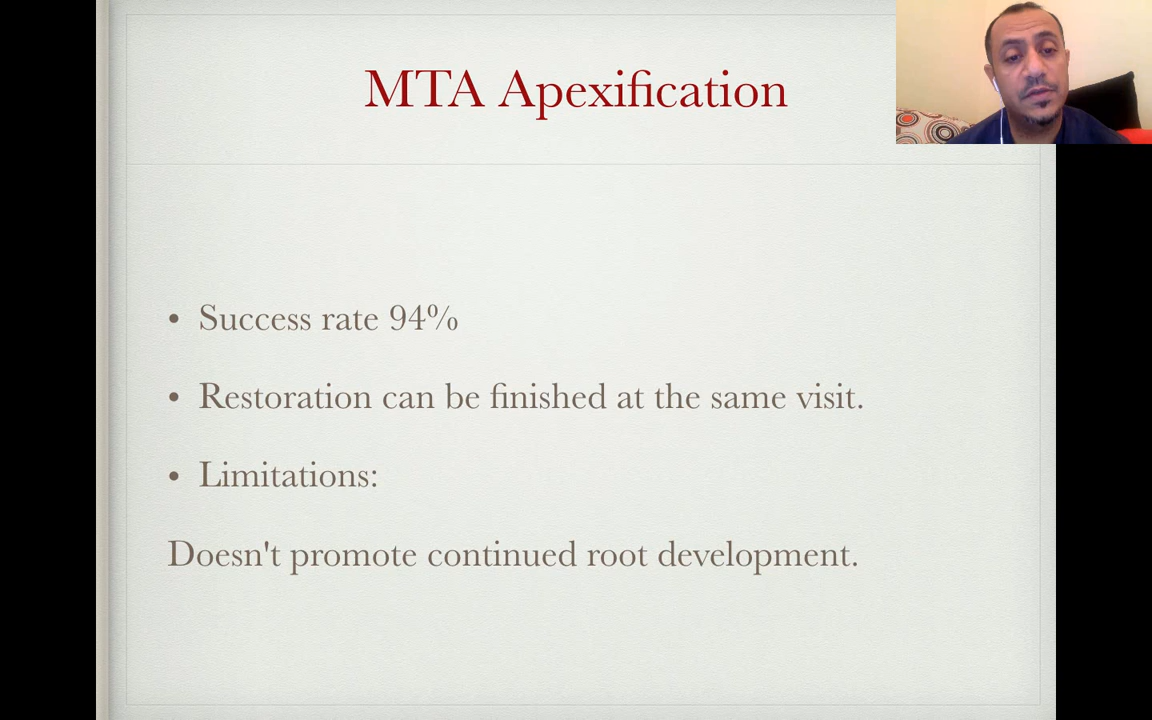 MTA Apexification
• Success rate 94%
• Restoration can be finished at the same visit.
• Limitations:
Doesn't promote continued root development.